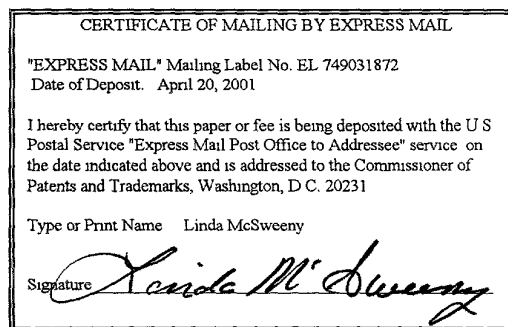 CERTIFICATE OF MAILING BY EXPRESS MAIL
"EXPRESS MAIL" Mailing Label No. EL 749031872
Date of Deposit. April 20, 2001
I hereby certify that this paper or fee is being deposited with the U S
Postal Service "Express Mail Post Office to Addressee" service on
the date indicated above and is addressed to the Commissioner of
Patents and Trademarks, Washington, D C. 20231
Type or Print Name Linda McSweeny
Signature Linda McSweeny